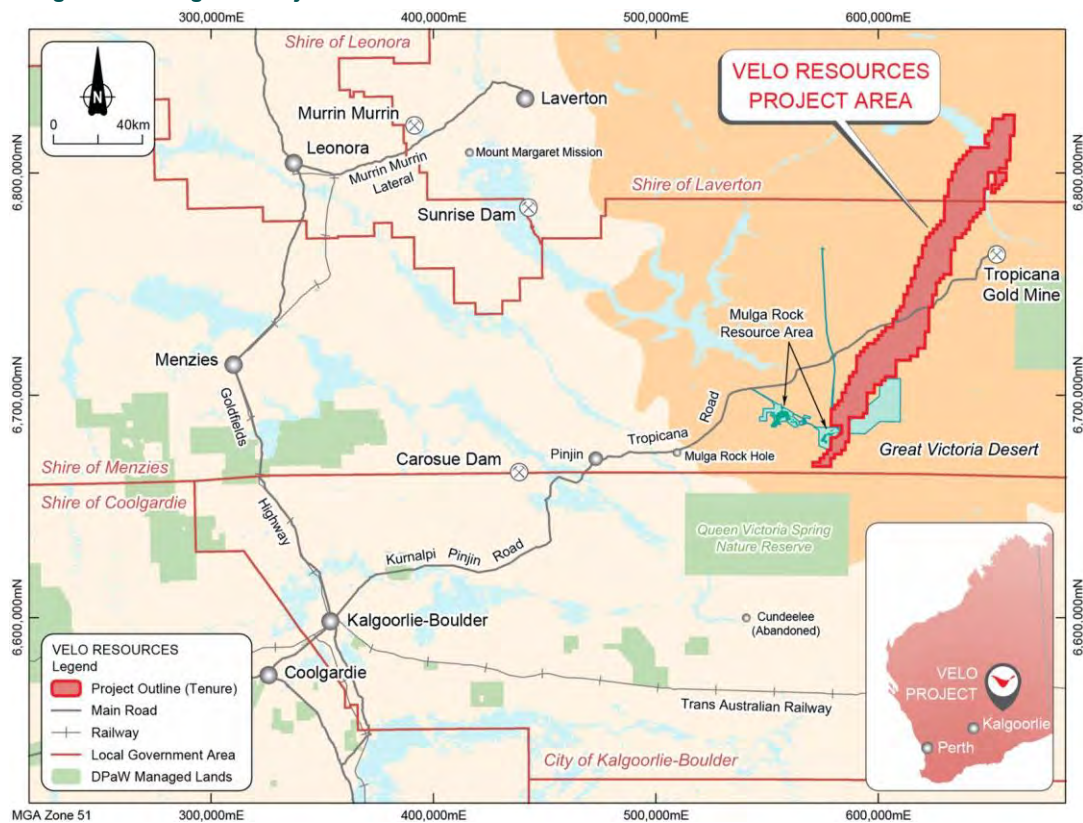 200,000mE
400,000mE
500,000mE
600,000mE
Shire of Leonora
VELO RESOURCES
PROJECT AREA
N
0
40km
Murrin Murrin
Laverton
Leonora
Mount Margaret Mission
Murrin Murrin
Lateral
6,800,000mN
6,800,000mN
Shire of Laverton
Sunrise Dam
Tropicana
Gold Mine
Mulga Rock
Resource Area
Menzies
6,700,000mN
6,700,000mN
Goldfields
Highway
Tropicana Road
Pinjin
Mulga Rock Hole
Carosue Dam
Great Victoria Desert
Shire of Menzies
Shire of Coolgardie
Queen Victoria Spring
Nature Reserve
Kurnalpi Pinjin Road
6,600,000mN
6,600,000mN
Kalgoorlie-Boulder
Cundeelee
(Abandoned)
Coolgardie
VELO RESOURCES
Legend
Project Outline (Tenure)
Main Road
Railway
Local Government Area
DPaW Managed Lands
Trans Australian Railway
City of Kalgoorlie-Boulder
VELO
PROJECT
Kalgoorlie
Perth
MGA Zone 51
300,000mE
400,000mE
500,000mE
600,000mE